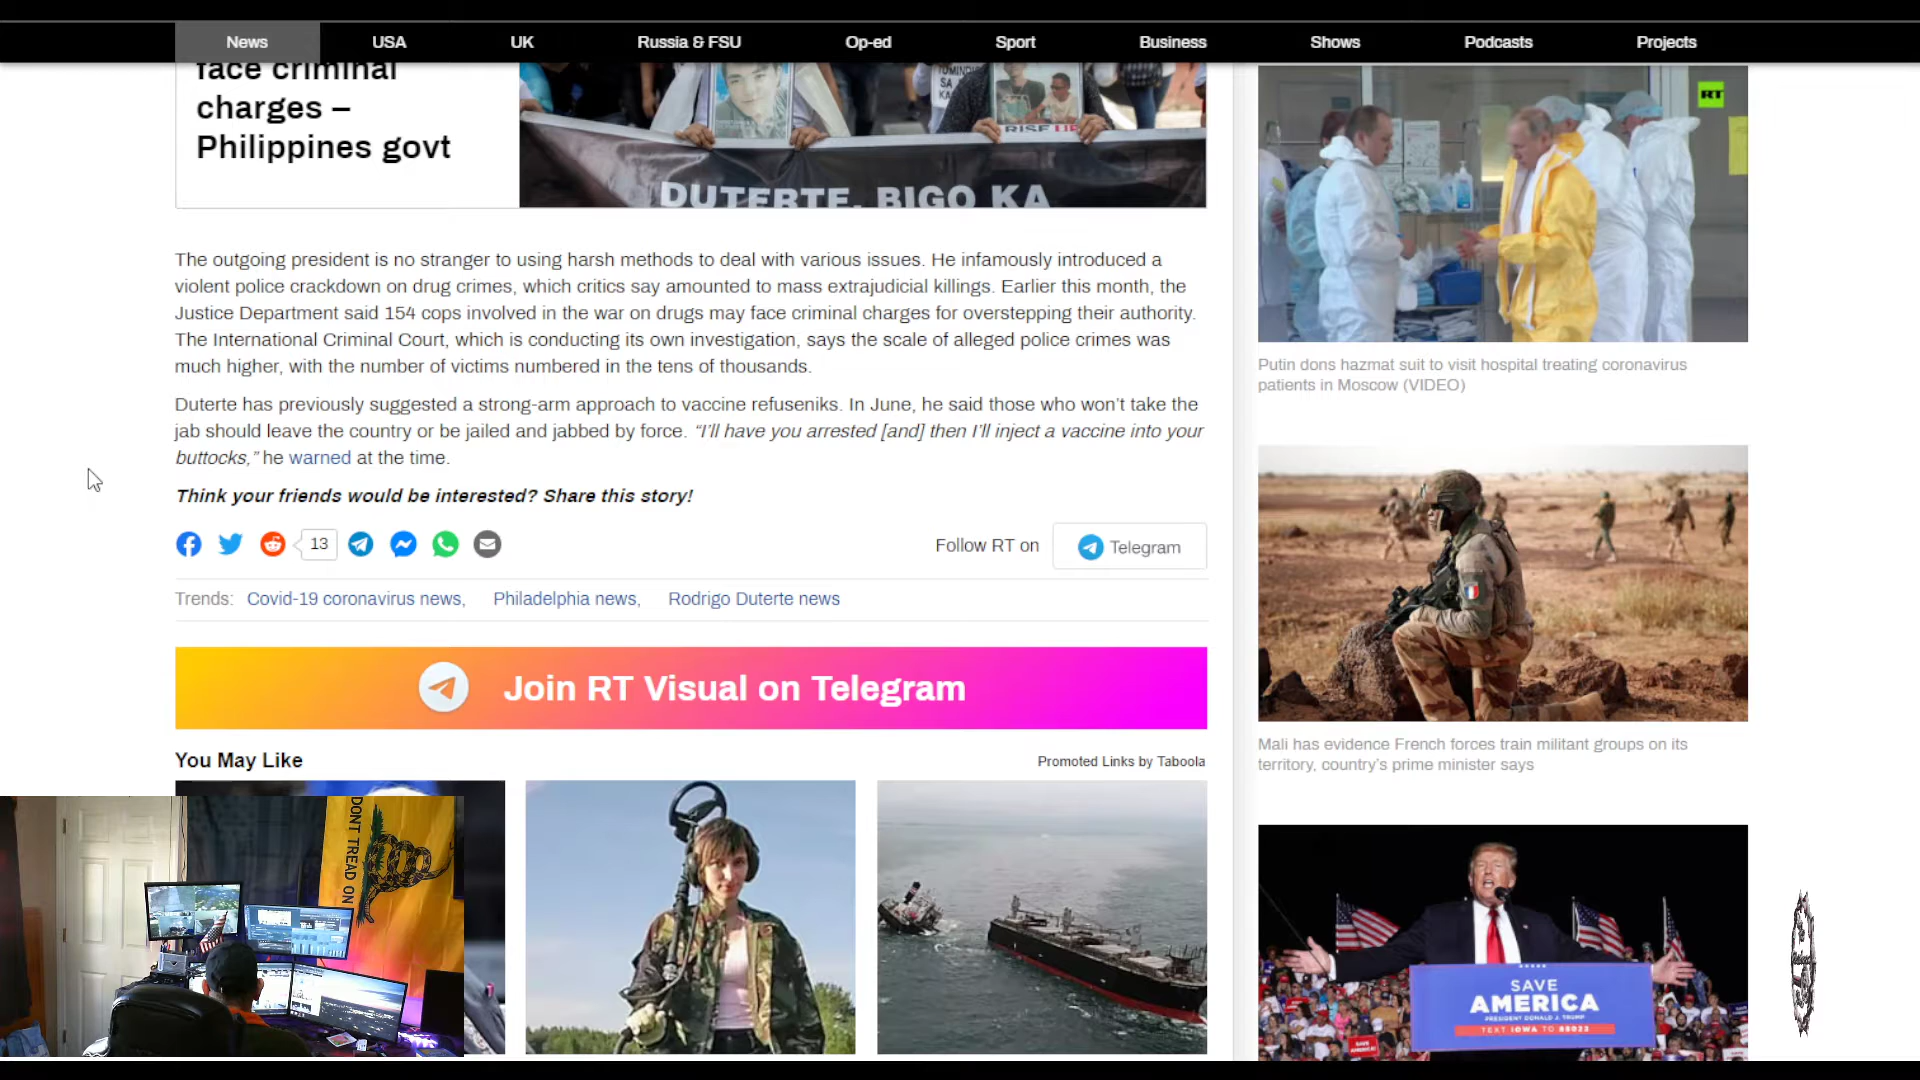 News USA UK Russia & FSU Op-ed Sport Business Shows Podcasts Projects
face criminal
charges –
Philippines govt
RISE UP
DUTERTE, BIGO KA
The outgoing president is no stranger to using harsh methods to deal with various issues. He infamously introduced a
violent police crackdown on drug crimes, which critics say amounted to mass extrajudicial killings. Earlier this month, the
Justice Department said 154 cops involved in the war on drugs may face criminal charges for overstepping their authority.
The International Criminal Court, which is conducting its own investigation, says the scale of alleged police crimes was
much higher, with the number of victims numbered in the tens of thousands.
Duterte has previously suggested a strong-arm approach to vaccine refuseniks. In June, he said those who won’t take the
jab should leave the country or be jailed and jabbed by force. “I’ll have you arrested [and] then I’ll inject a vaccine into your
buttocks,” he warned at the time.
Think your friends would be interested? Share this story!
13
Follow RT on Telegram
Trends: Covid-19 coronavirus news, Philadelphia news, Rodrigo Duterte news
Join RT Visual on Telegram
You May Like
Promoted Links by Taboola
DONT TREAD ON
RT
Putin dons hazmat suit to visit hospital treating coronavirus
patients in Moscow (VIDEO)
Mali has evidence French forces train militant groups on its
territory, country’s prime minister says
SAVE
AMERICA
PRESIDENT DONALD J. TRUMP
TEXT IOWA TO 88022